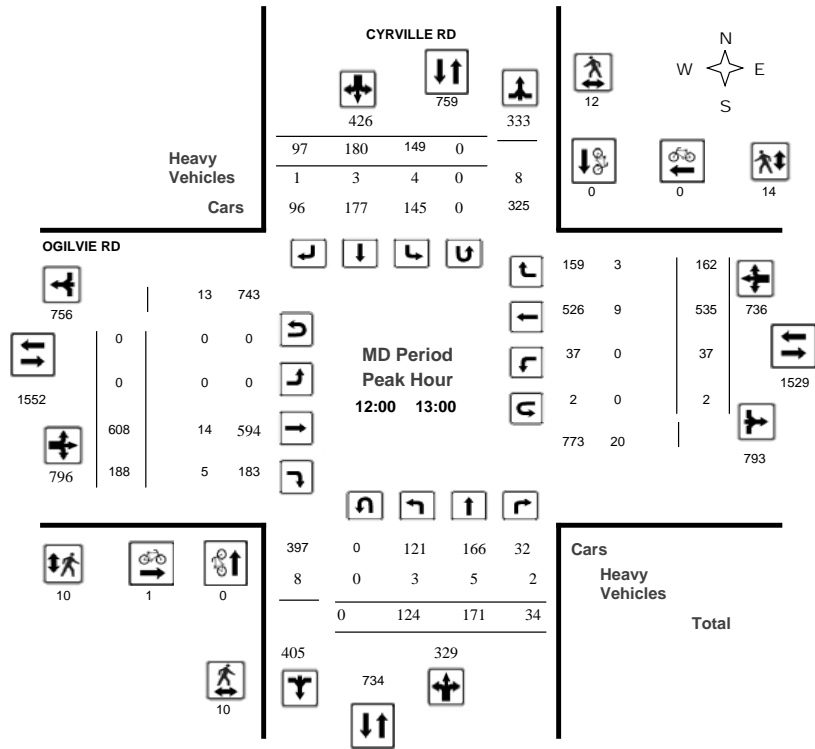 CYRVILLE RD
N
W E
S
759
12
426 333
97 180 149 0
Heavy
Vehicles
1 3 4 0 8
Cars
96 177 145 0 325
0 0 14
OGILVIE RD
159 3 162
13 743
756
526 9 535 736
0 0 0
MD Period
Peak Hour
12:00 13:00
37 0 37
1529
1552
0 0 0
2 0 2
608 14 594
773 20
793
796
188 5 183
397 0 121 166 32
Cars
8 0 3 5 2
Heavy
Vehicles
10 1 0
0 124 171 34
Total
405 329
734
10